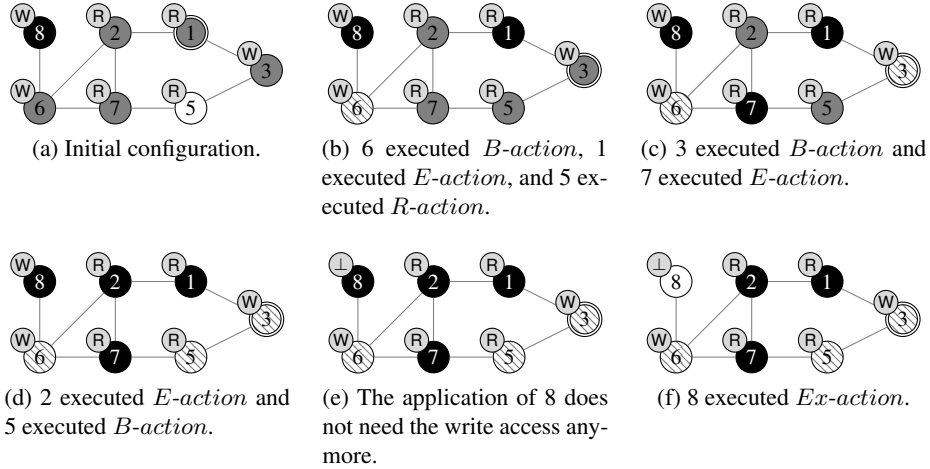 W R R
8 2 1
W
3
W R R
6 7 5
(a) Initial configuration.
W R R
8 2 1
W
3
W R R
6 7 5
(b) 6 executed B-action, 1
executed E-action, and 5 ex-
ecuted R-action.
W R R
8 2 1
W
3
W R R
6 7 5
(c) 3 executed B-action and
7 executed E-action.
W R R
8 2 1
W
3
W R R
6 7 5
(d) 2 executed E-action and
5 executed B-action.
⊥ R R
8 2 1
W
3
W R R
6 7 5
(e) The application of 8 does
not need the write access any-
more.
⊥ R R
8 2 1
W
3
W R R
6 7 5
(f) 8 executed Ex-action.